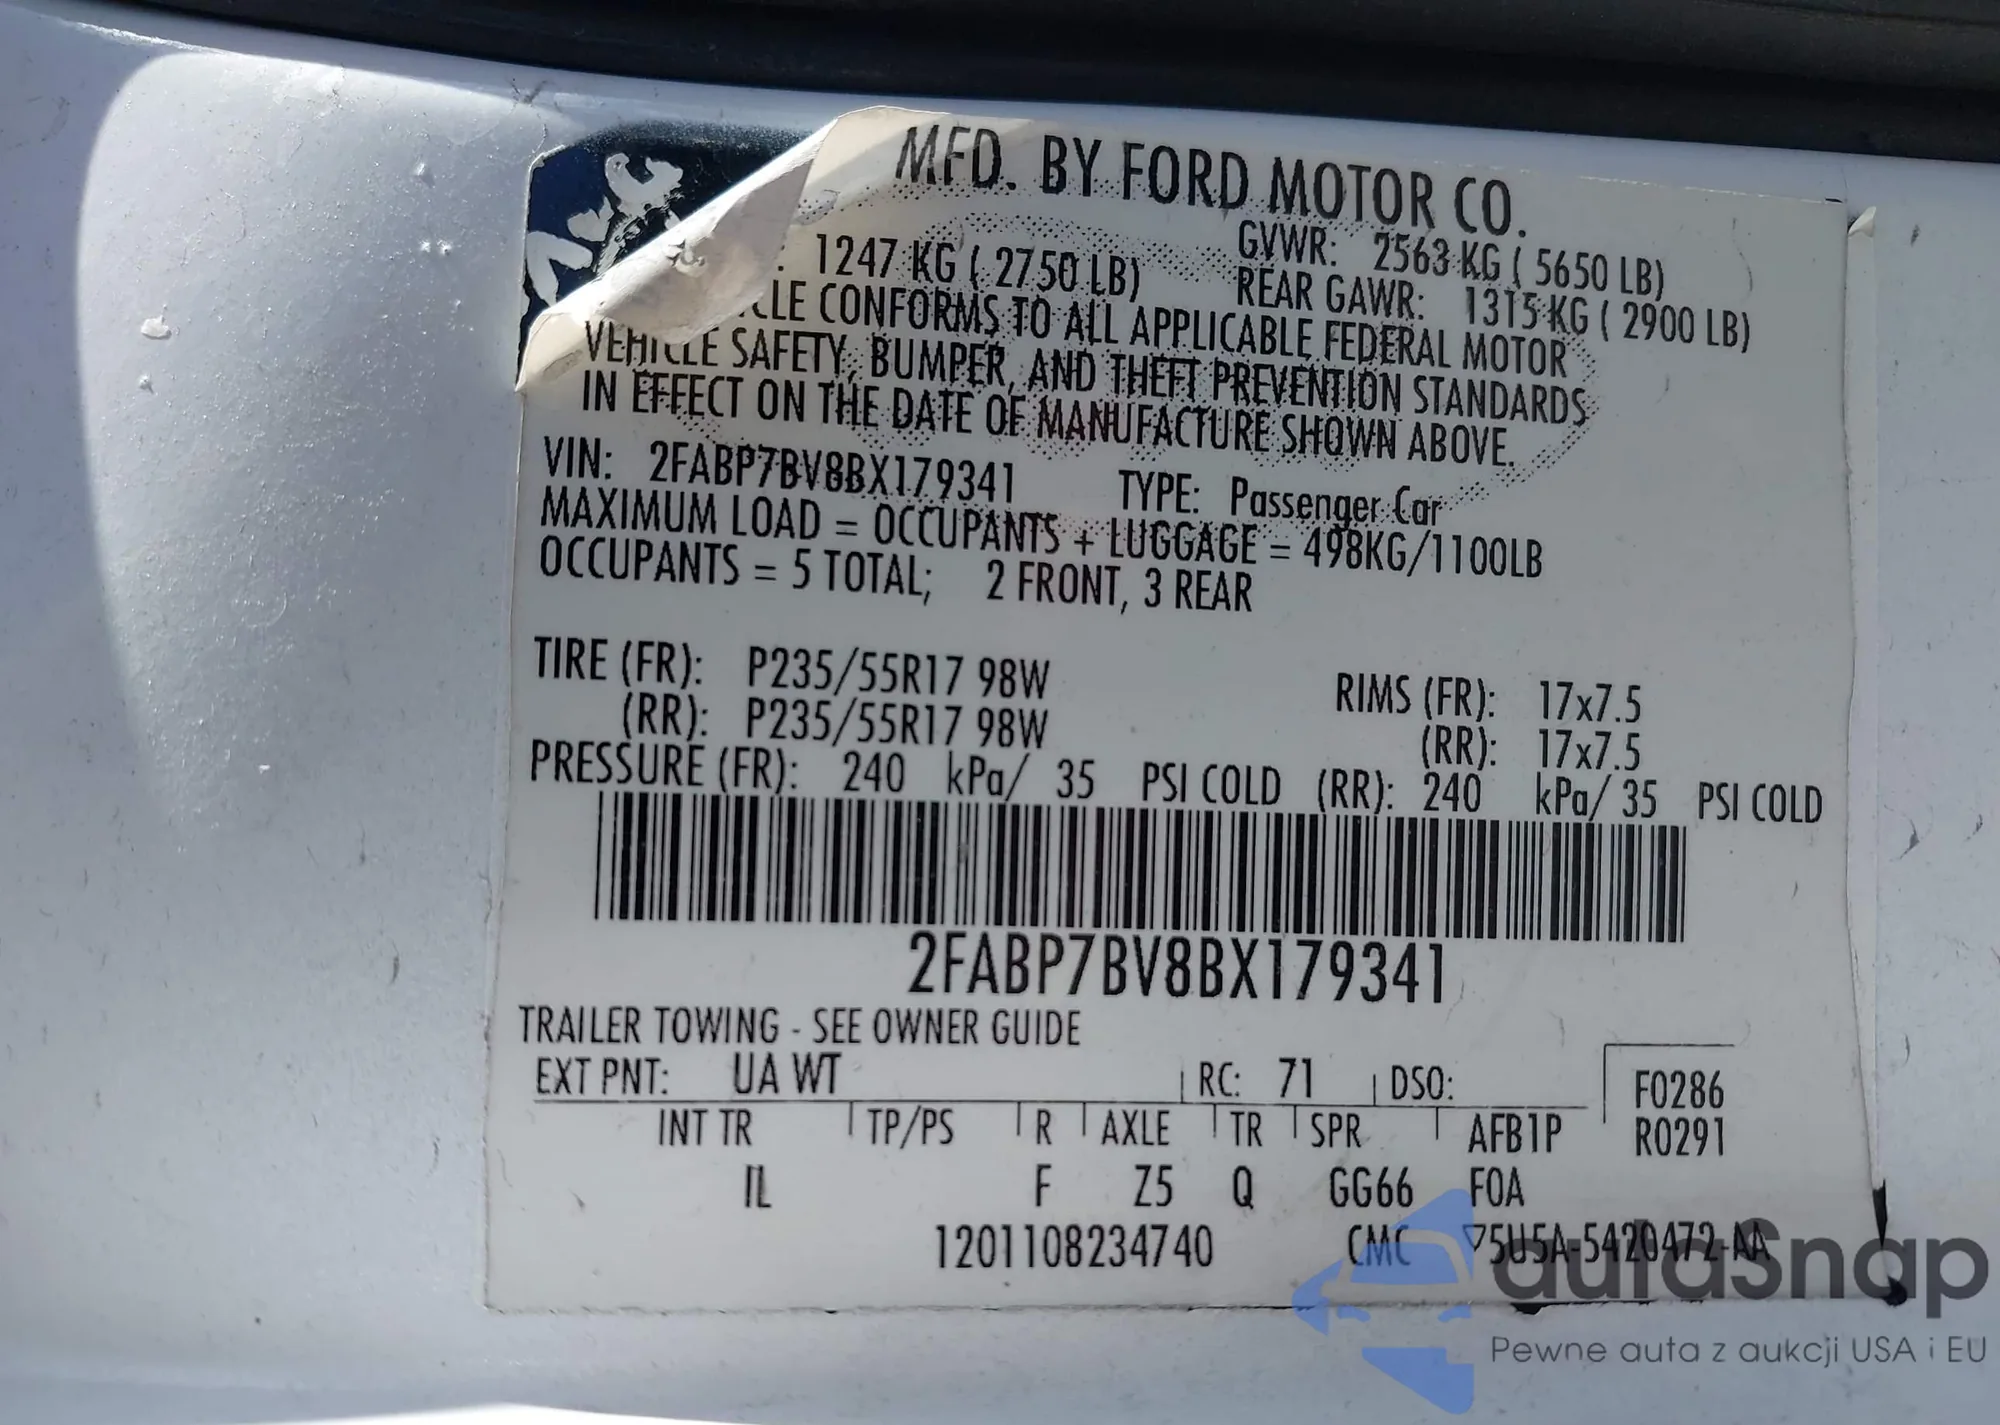 MFD. BY FORD MOTOR CO.
1247 KG ( 2750 LB) GVWR: 2563 KG ( 5650 LB)
REAR GAWR: 1315 KG ( 2900 LB)
CONFORMS TO ALL APPLICABLE FEDERAL MOTOR
VEHICLE SAFETY, BUMPER, AND THEFT PREVENTION STANDARDS
IN EFFECT ON THE DATE OF MANUFACTURE SHOWN ABOVE.
VIN: 2FABP7BV8BX179341 TYPE: Passenger Car
MAXIMUM LOAD = OCCUPANTS + LUGGAGE = 498KG/1100LB
OCCUPANTS = 5 TOTAL; 2 FRONT, 3 REAR
TIRE (FR): P235/55R17 98W RIMS (FR): 17x7.5
(RR): P235/55R17 98W (RR): 17x7.5
PRESSURE (FR): 240 kPa/ 35 PSI COLD (RR): 240 kPa/ 35 PSI COLD
2FABP7BV8BX179341
TRAILER TOWING - SEE OWNER GUIDE
EXT PNT: UA WT RC: 71 DSO: F0286
INT TR TP/PS R AXLE TR SPR AFB1P R0291
IL F Z5 Q GG66 FOA
1201108234740 CMC 75U5A-5420472-AA
autaSnap
Pewne auta z aukcji USA i EU